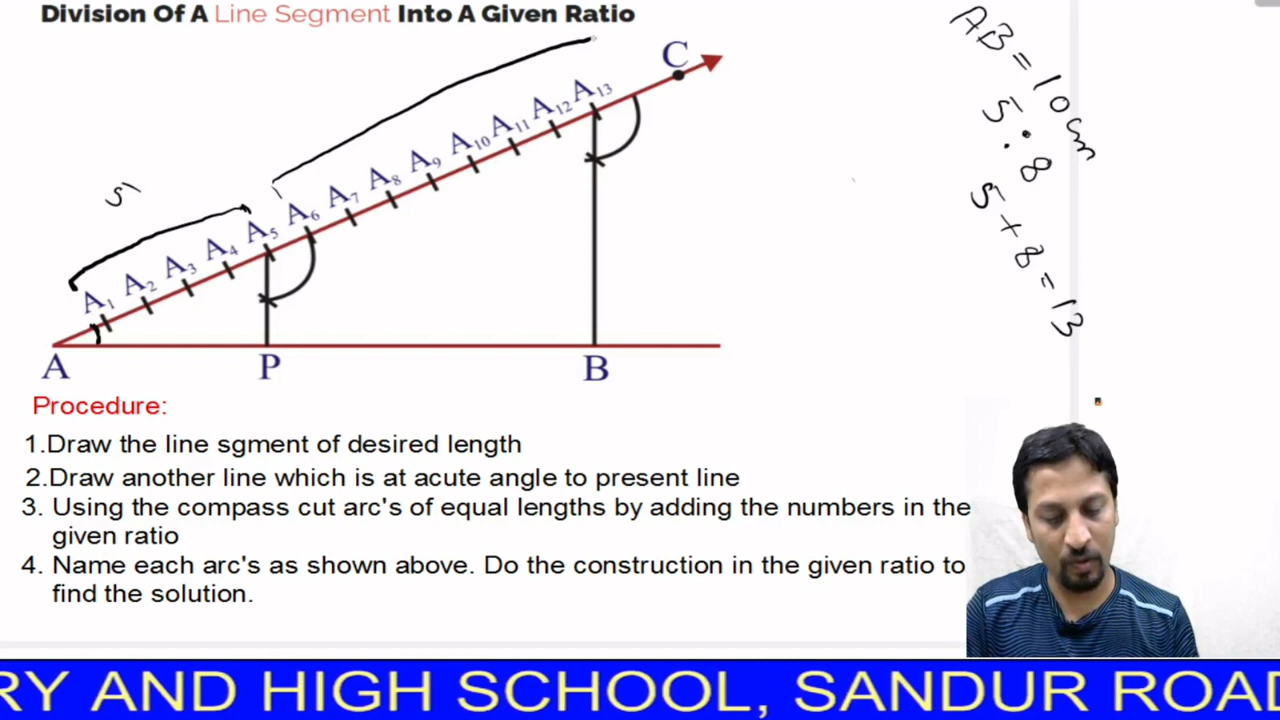 Division Of A Line Segment Into A Given Ratio
AB = 10cm
5 : 8
5 + 8 = 13
C
A1 A2 A3 A4 A5 A6 A7 A8 A9 A10 A11 A12 A13
5
A P B
Procedure:
1.Draw the line sgment of desired length
2.Draw another line which is at acute angle to present line
3. Using the compass cut arc's of equal lengths by adding the numbers in the
given ratio
4. Name each arc's as shown above. Do the construction in the given ratio to
find the solution.
RY AND HIGH SCHOOL, SANDUR ROAD